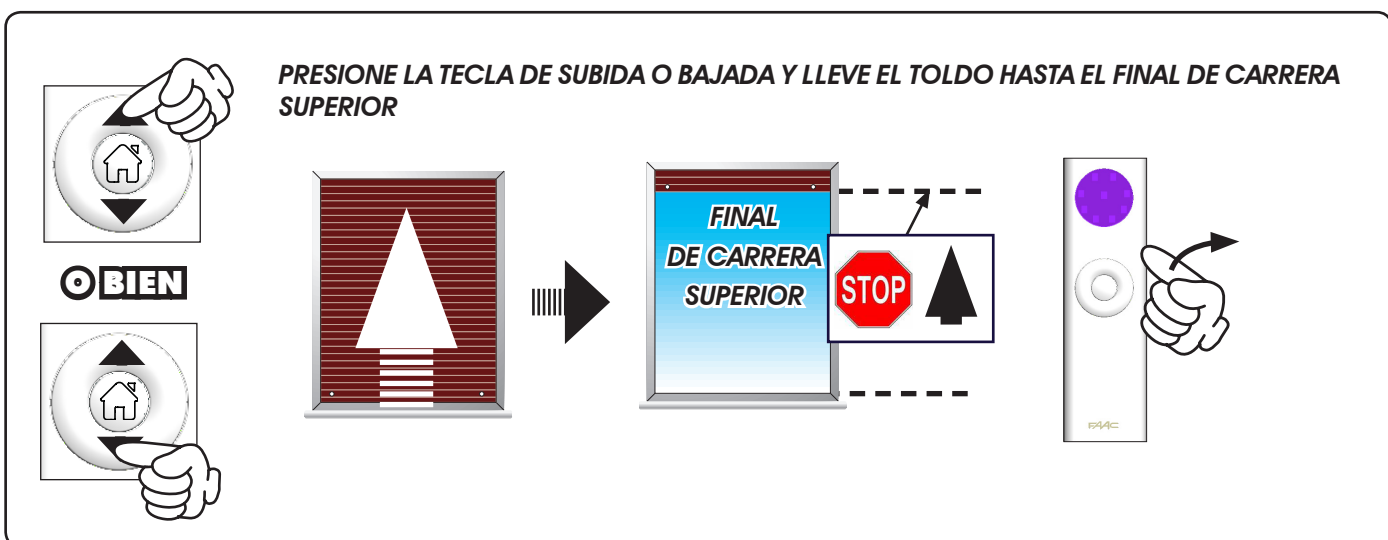 PRESIONE LA TECLA DE SUBIDA O BAJADA Y LLEVE EL TOLDO HASTA EL FINAL DE CARRERA
SUPERIOR
O BIEN
FINAL
DE CARRERA
SUPERIOR
STOP
FAAC